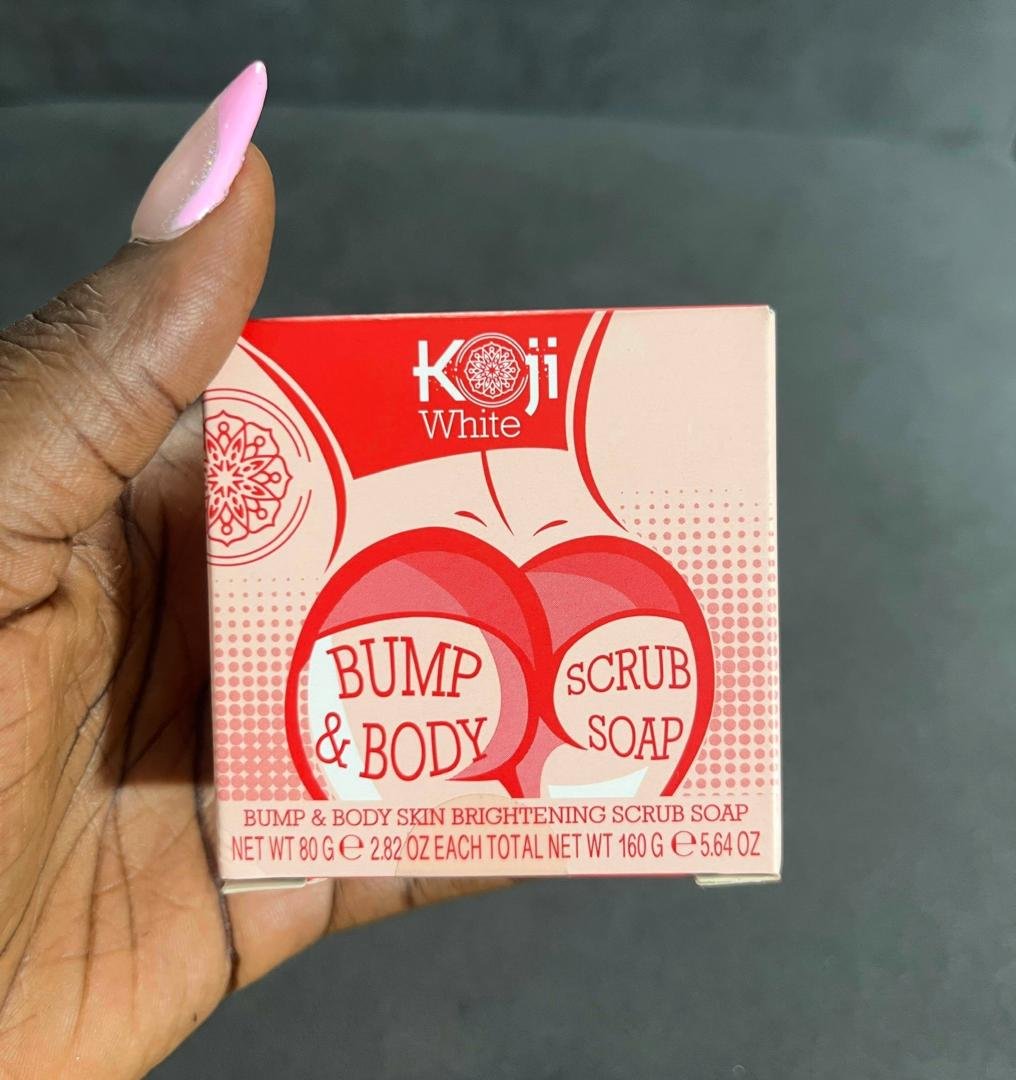 Koji
White
BUMP
& BODY
SCRUB
SOAP
BUMP & BODY SKIN BRIGHTENING SCRUB SOAP
NET WT 80 G ℮ 2.82 OZ EACH TOTAL NET WT 160 G ℮ 5.64 OZ